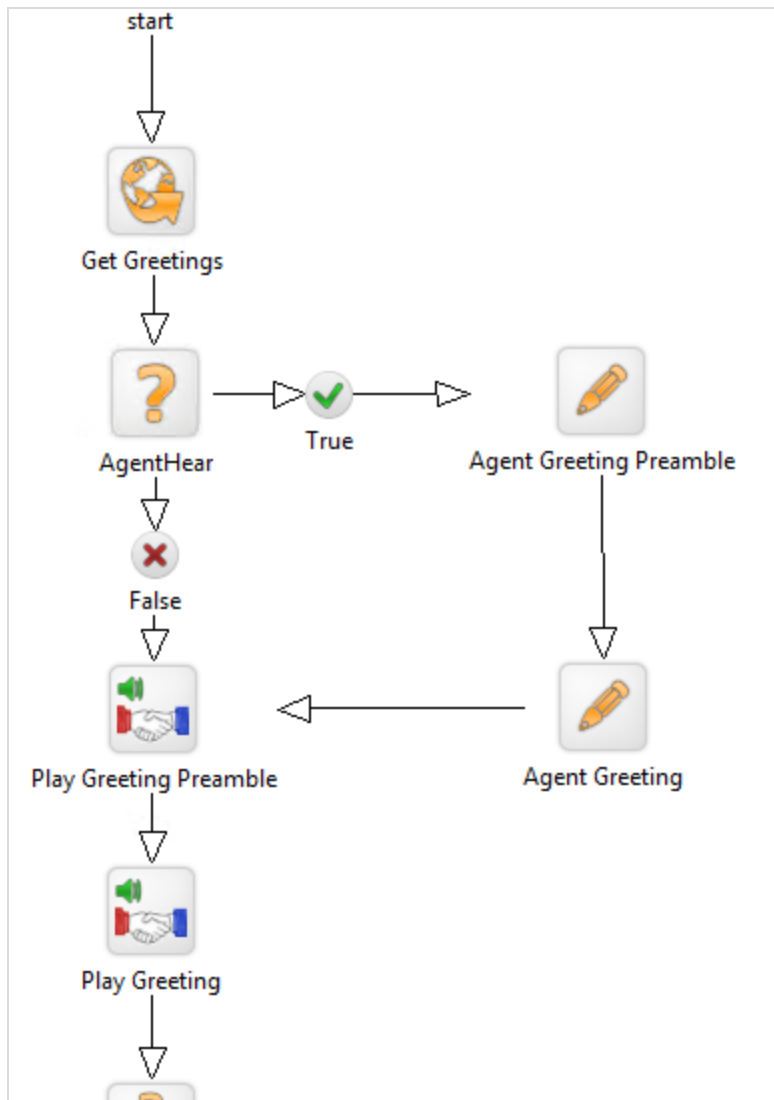 start
Get Greetings
AgentHear
True
Agent Greeting Preamble
False
Play Greeting Preamble
Agent Greeting
Play Greeting